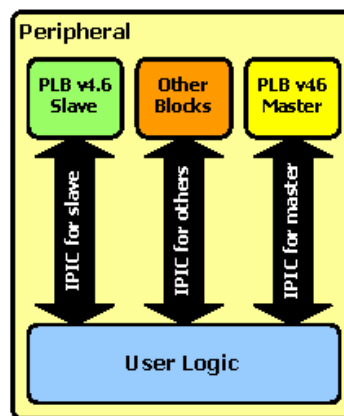 Peripheral
PLB v4.6
Slave
Other
Blocks
PLB v46
Master
IPIC for slave
IPIC for others
IPIC for master
User Logic